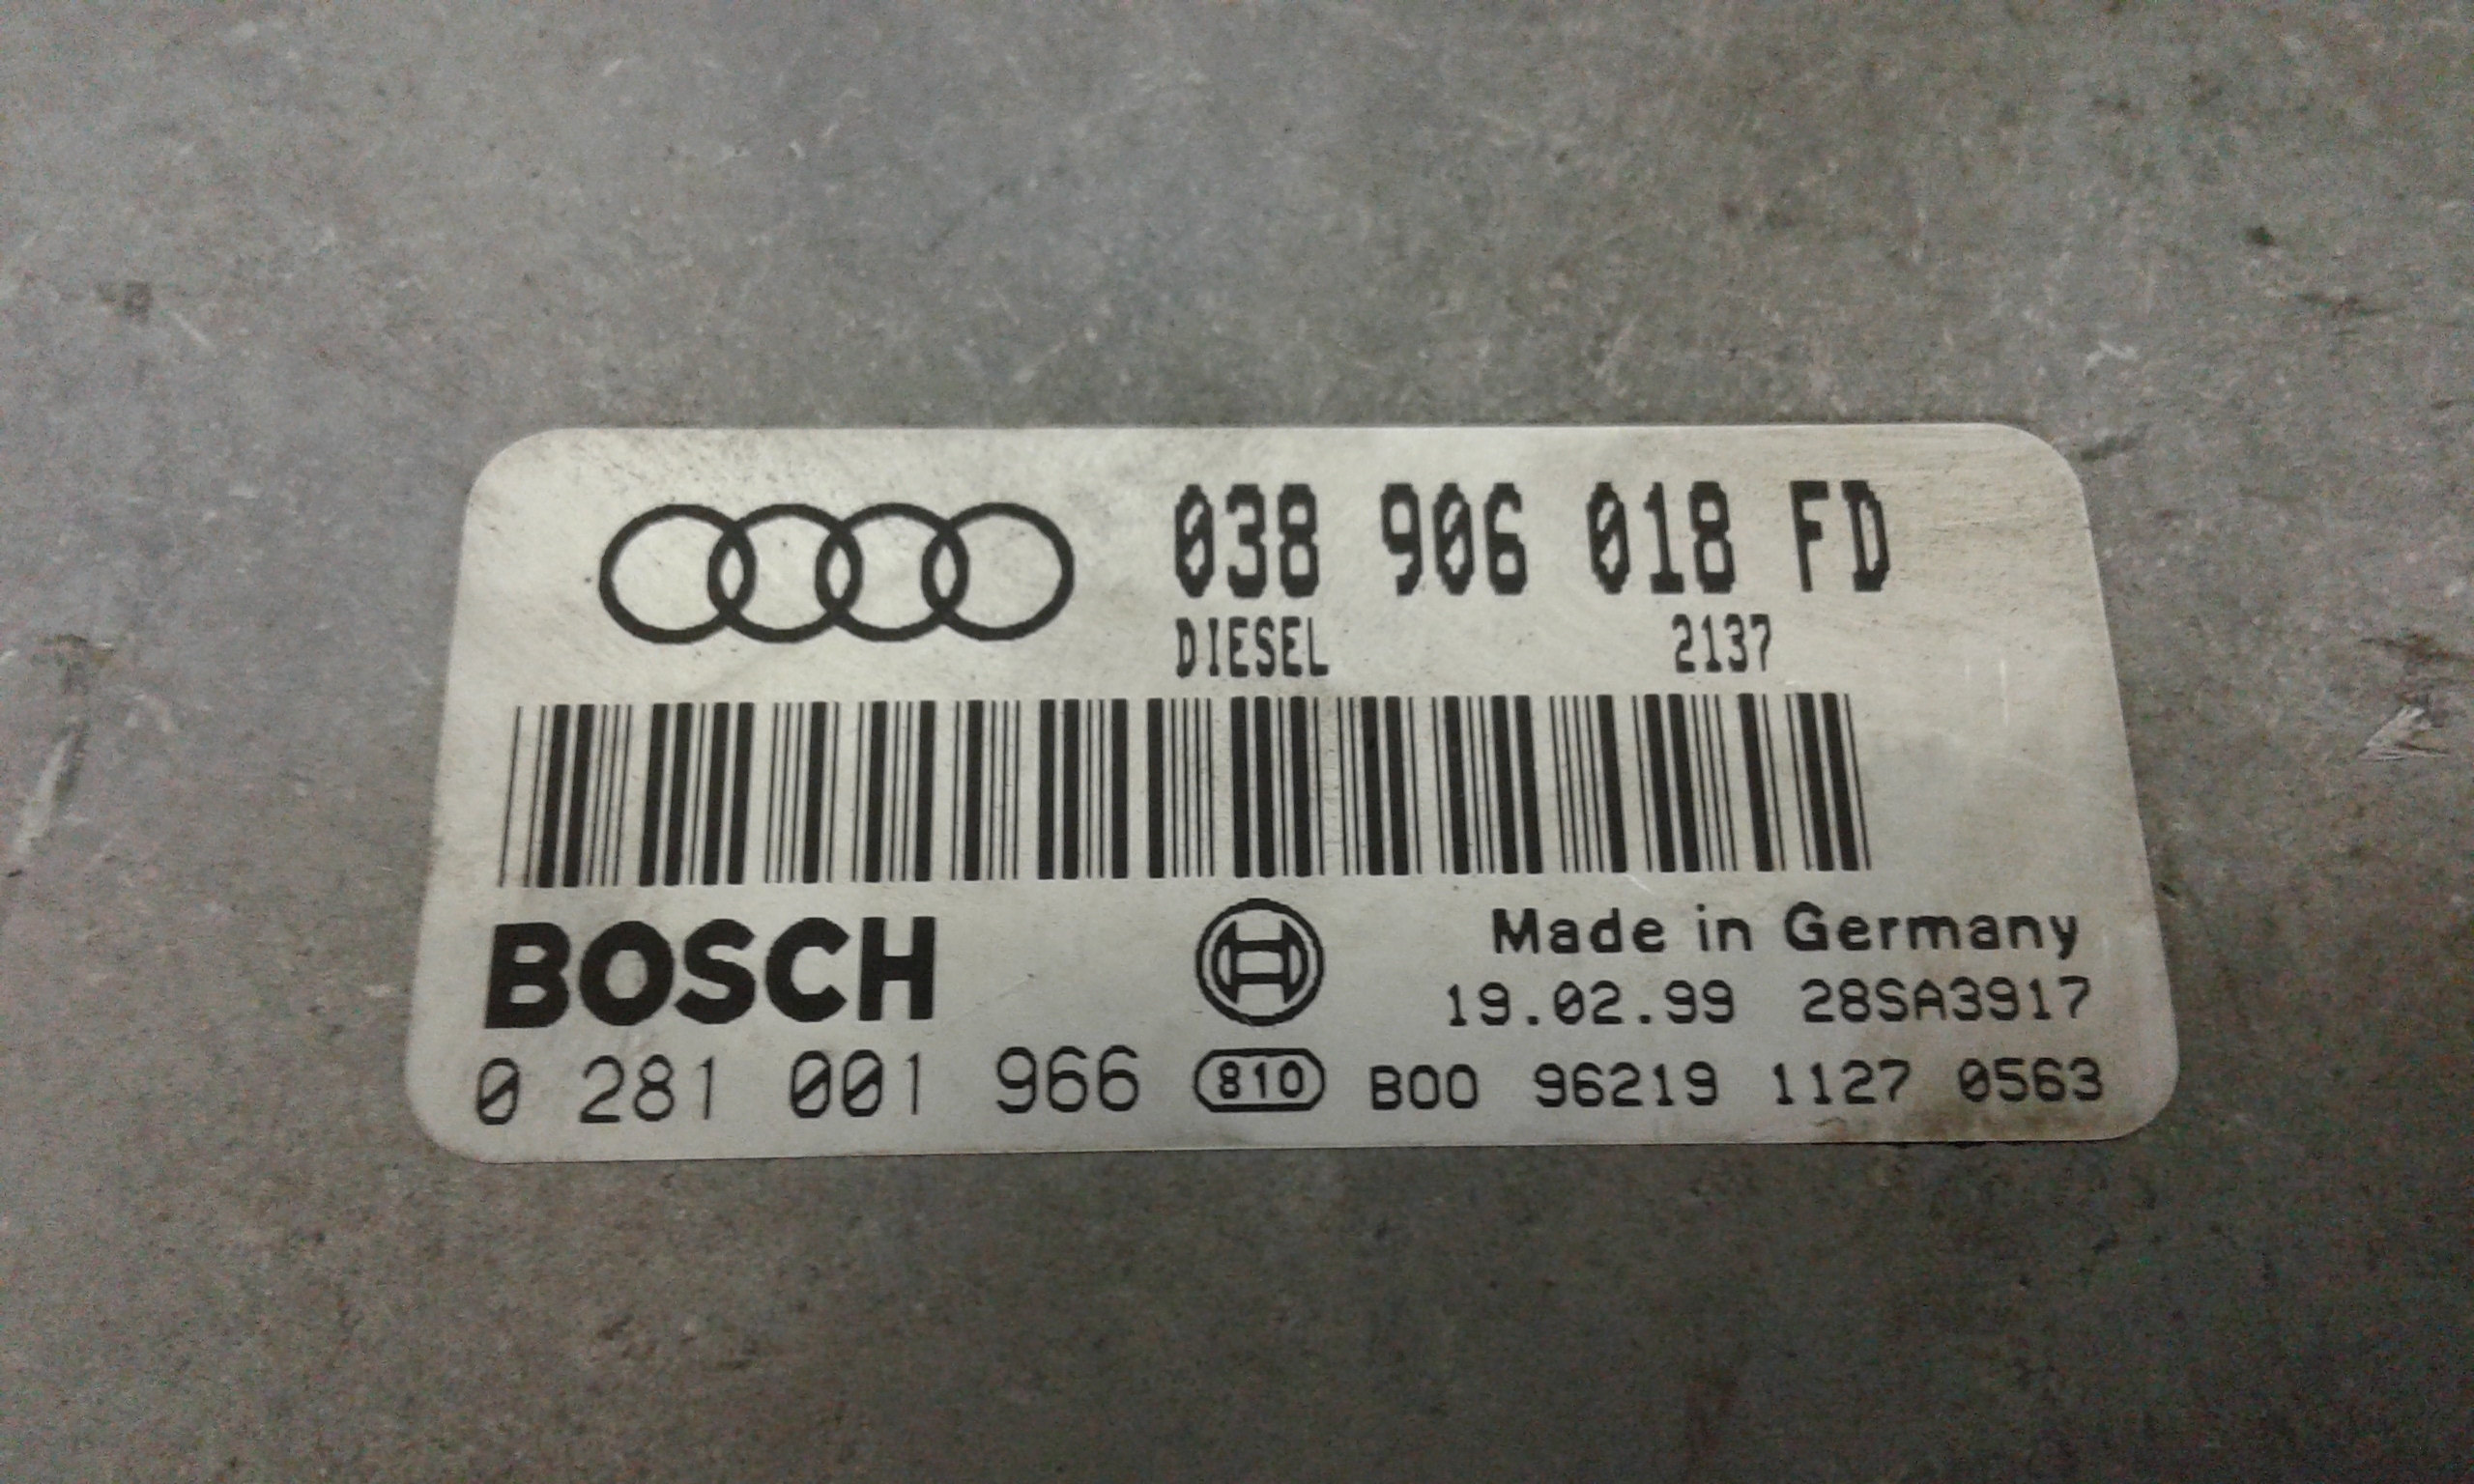 038 906 018 FD
DIESEL 2137
BOSCH Made in Germany
19.02.99 28SA3917
0 281 001 966 810 B00 96219 1127 0563